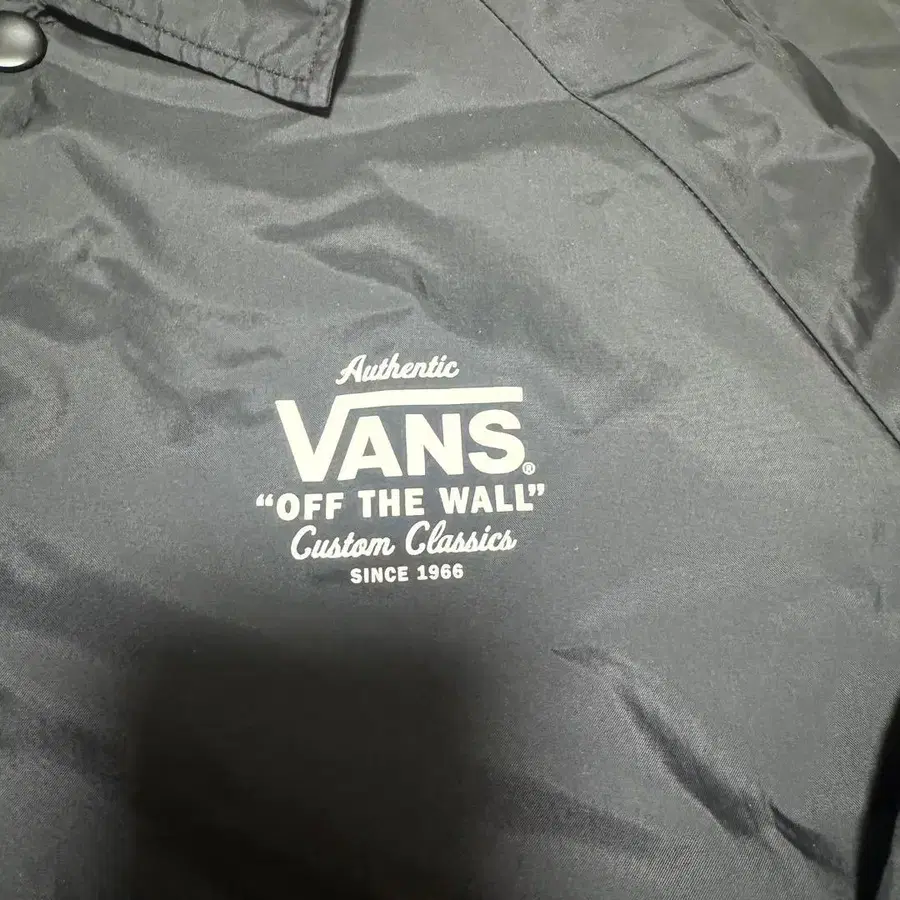 Authentic
VANS®
“OFF THE WALL”
Custom Classics
SINCE 1966